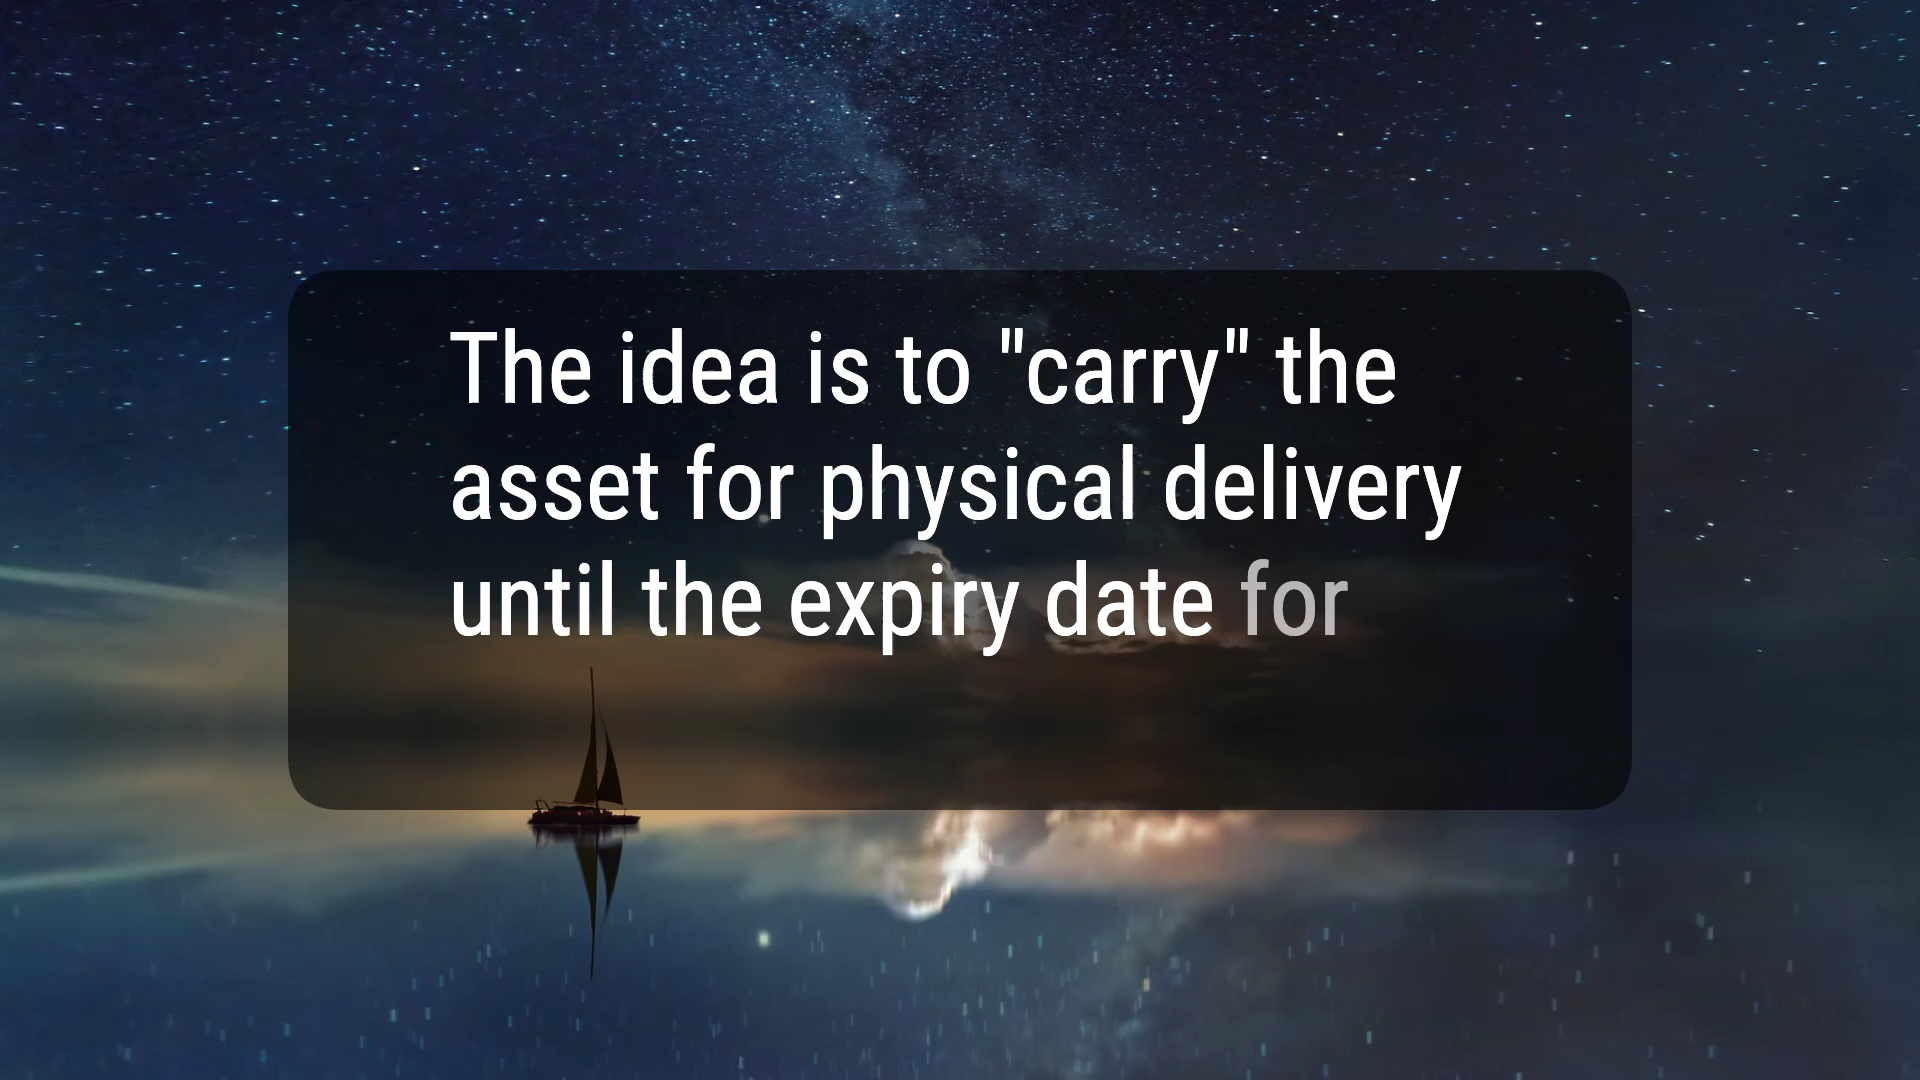 The idea is to "carry" the
asset for physical delivery
until the expiry date for